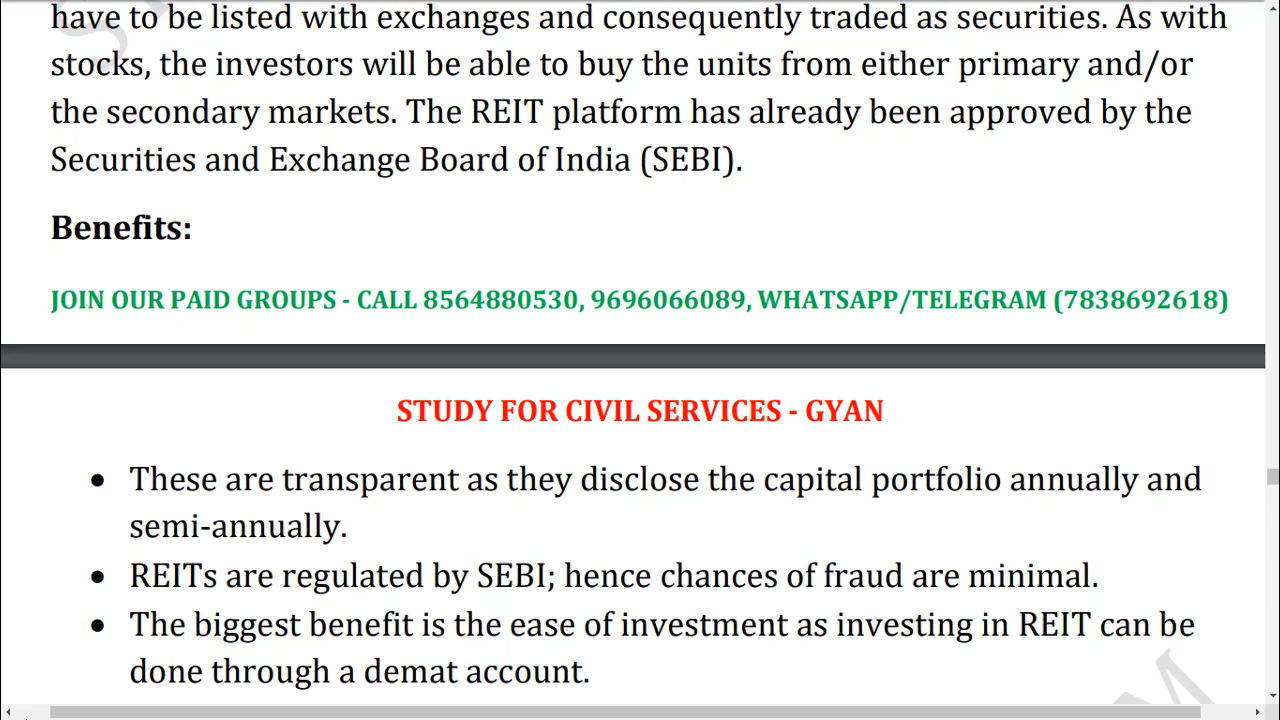 have to be listed with exchanges and consequently traded as securities. As with
stocks, the investors will be able to buy the units from either primary and/or
the secondary markets. The REIT platform has already been approved by the
Securities and Exchange Board of India (SEBI).
Benefits:
JOIN OUR PAID GROUPS - CALL 8564880530, 9696066089, WHATSAPP/TELEGRAM (7838692618)
STUDY FOR CIVIL SERVICES - GYAN
• These are transparent as they disclose the capital portfolio annually and
semi-annually.
• REITs are regulated by SEBI; hence chances of fraud are minimal.
• The biggest benefit is the ease of investment as investing in REIT can be
done through a demat account.